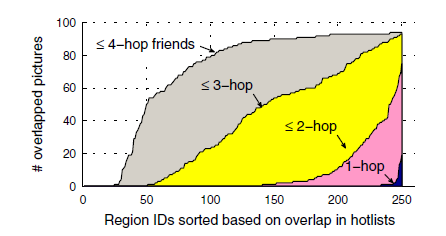 100
80
60
40
20
0
# overlapped pictures
≤ 4−hop friends
≤ 3−hop
≤ 2−hop
1−hop
0 50 100 150 200 250
Region IDs sorted based on overlap in hotlists